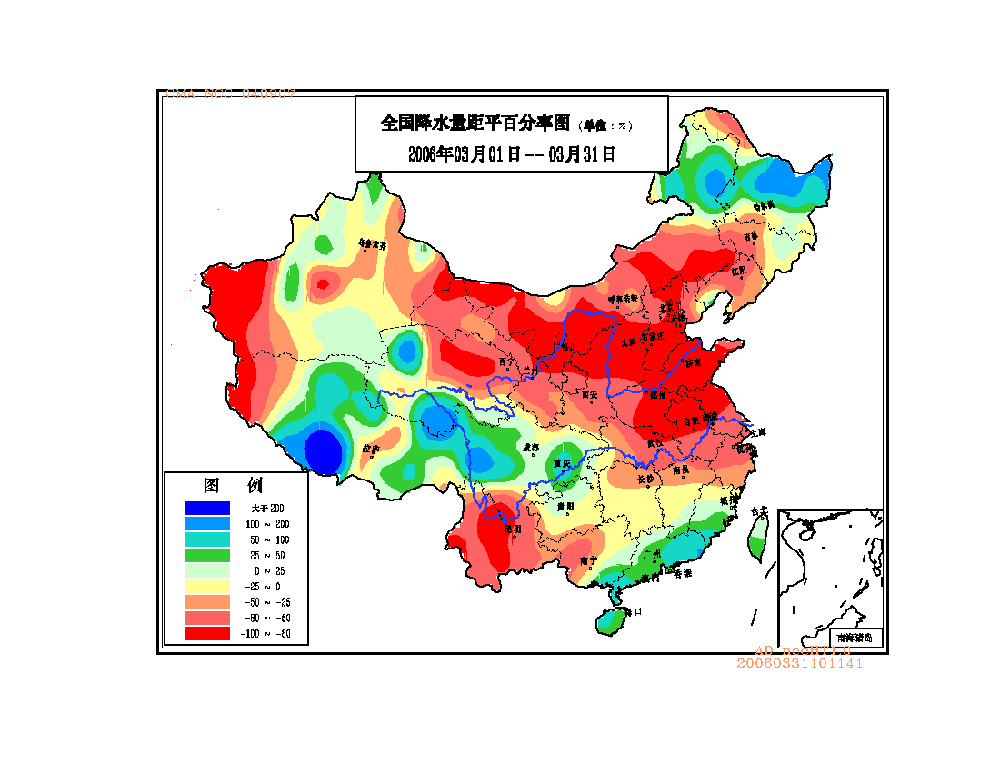 CMA NCC 040902
全国降水量距平百分率图 (单位:%)
2006年03月01日 -- 03月31日
哈尔滨
乌鲁木齐
吉林
沈阳
呼和浩特
北京
天津
银川
太原
石家庄
西宁
济南
兰州
西安
郑州
合肥
南京
上海
成都
拉萨
武汉
杭州
重庆
长沙
南昌
贵阳
福州
台北
昆明
广州
南宁
澳门
香港
海口
图 例
大于200
100 ~ 200
50 ~ 100
25 ~ 50
0 ~ 25
-25 ~ 0
-50 ~ -25
-80 ~ -50
-100 ~ -80
南海诸岛
20060331101141